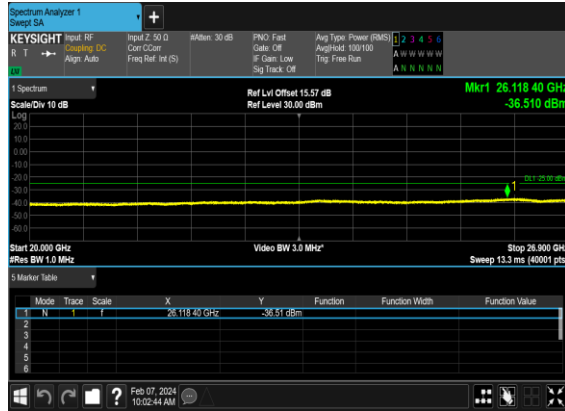 Spectrum Analyzer 1
Swept SA
+
KEYSIGHT Input: RF Input Z: 50 Ω #Atten: 30 dB PNO: Fast Avg Type: Power (RMS) 1 2 3 4 5 6
R T Coupling: DC Corr CCorr Gate: Off Avg|Hold: 100/100 A W W W W W
Align: Auto Freq Ref: Int (S) IF Gain: Low Trig: Free Run
Sig Track: Off A N N N N N
1 Spectrum Ref Lvl Offset 15.57 dB Mkr1 26.118 40 GHz
Scale/Div 10 dB Ref Level 30.00 dBm -36.510 dBm
Log
20.0
10.0
0.00
-10.0
-20.0
DL1 -25.00 dBm
1
-30.0
-40.0
-50.0
-60.0
Start 20.000 GHz Video BW 3.0 MHz* Stop 26.900 GHz
#Res BW 1.0 MHz Sweep 13.3 ms (40001 pts)
5 Marker Table
Mode Trace Scale X Y Function Function Width Function Value
1 N 1 f 26.118 40 GHz -36.51 dBm
2
3
4
5
6
? Feb 07, 2024
10:02:44 AM